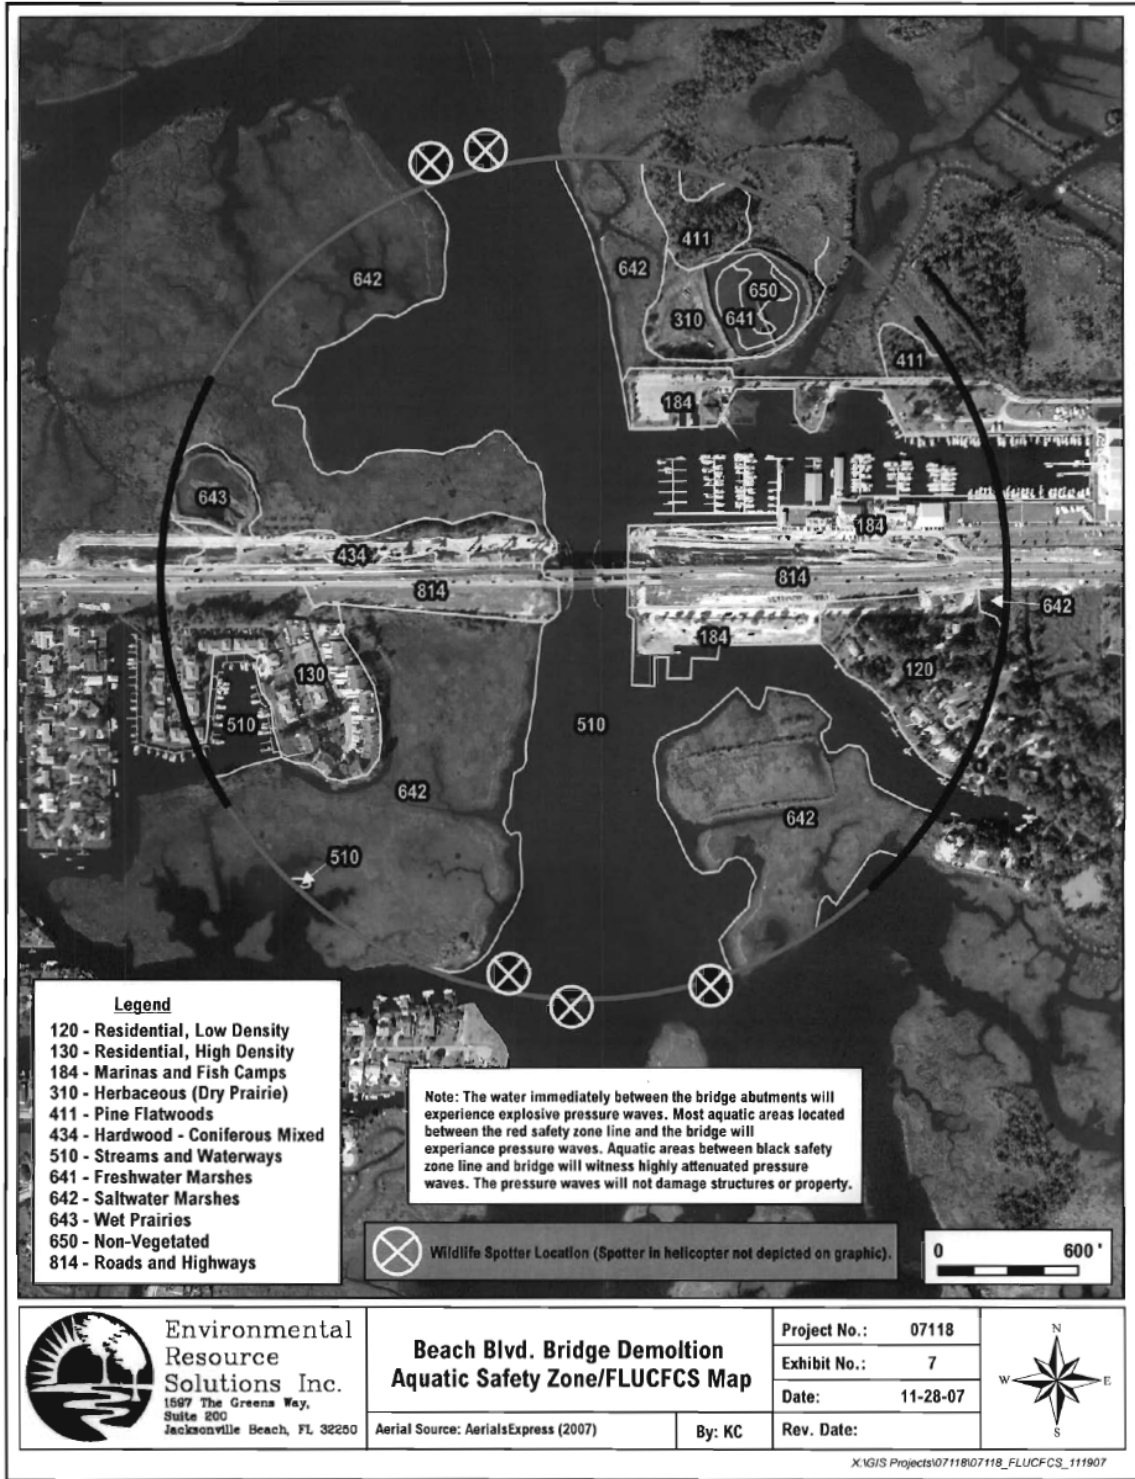 642
411
642
650
310
641
411
184
643
184
434
814
814
642
184
130
120
510
510
642
642
510
Legend
120 - Residential, Low Density
130 - Residential, High Density
184 - Marinas and Fish Camps
310 - Herbaceous (Dry Prairie)
411 - Pine Flatwoods
434 - Hardwood - Coniferous Mixed
510 - Streams and Waterways
641 - Freshwater Marshes
642 - Saltwater Marshes
643 - Wet Prairies
650 - Non-Vegetated
814 - Roads and Highways
Note: The water immediately between the bridge abutments will
experience explosive pressure waves. Most aquatic areas located
between the red safety zone line and the bridge will
experiance pressure waves. Aquatic areas between black safety
zone line and bridge will witness highly attenuated pressure
waves. The pressure waves will not damage structures or property.
Wildlife Spotter Location (Spotter in helicopter not depicted on graphic).
0 600 '
Environmental
Resource
Solutions Inc.
1597 The Greens Way,
Suite 200
Jacksonville Beach, FL 32250
Beach Blvd. Bridge Demoltion
Aquatic Safety Zone/FLUCFCS Map
Aerial Source: AerialsExpress (2007)
By: KC
Project No.: 07118
Exhibit No.: 7
Date: 11-28-07
Rev. Date:
N
W E
S
X:\GIS Projects\07118\07118_FLUCFCS_111907